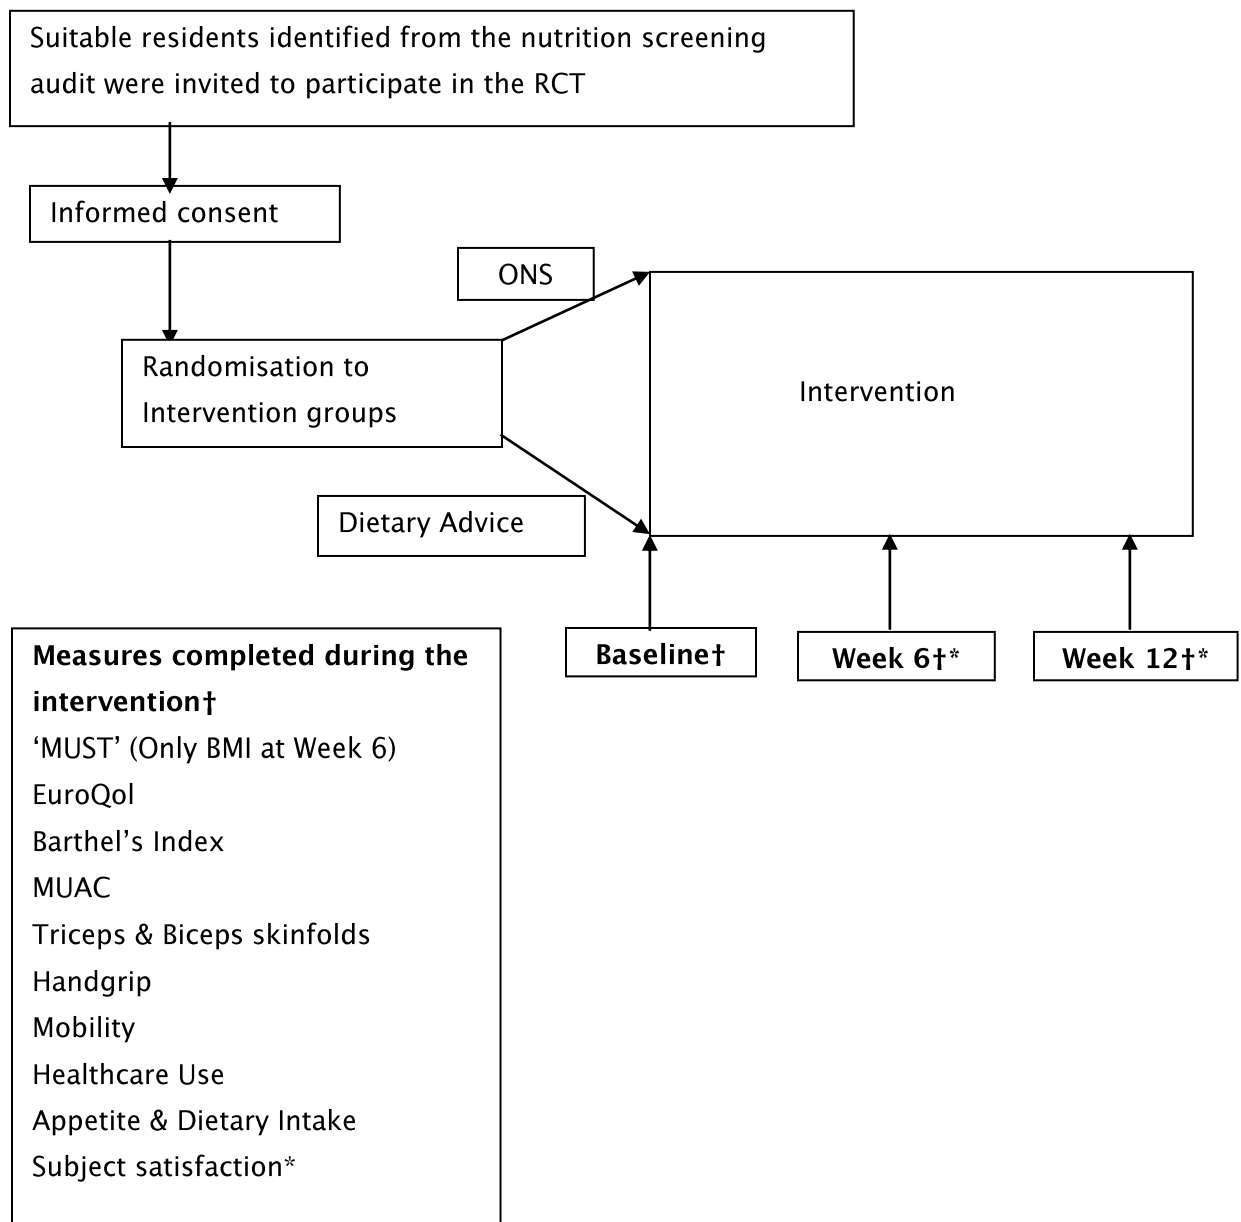 Suitable residents identified from the nutrition screening
audit were invited to participate in the RCT
Informed consent
ONS
Randomisation to
Intervention groups
Intervention
Dietary Advice
Baseline†
Week 6†*
Week 12†*
Measures completed during the
intervention†
‘MUST’ (Only BMI at Week 6)
EuroQol
Barthel’s Index
MUAC
Triceps & Biceps skinfolds
Handgrip
Mobility
Healthcare Use
Appetite & Dietary Intake
Subject satisfaction*